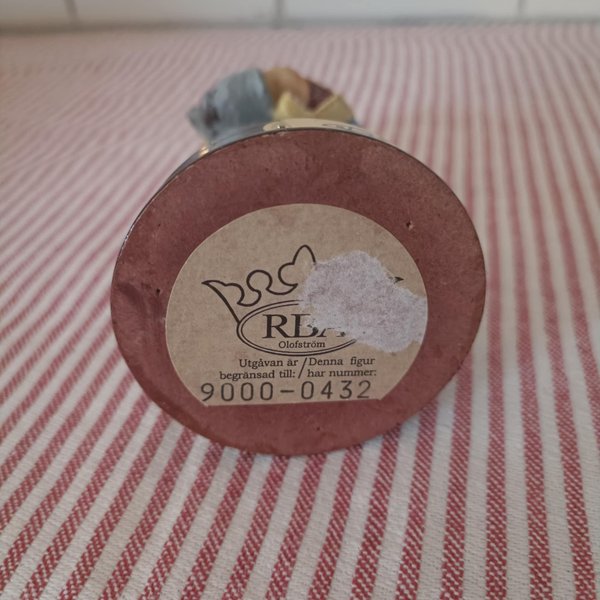 RBA
Olofström
Utgåvan är / Denna figur
begränsad till: / har nummer:
9000-0432